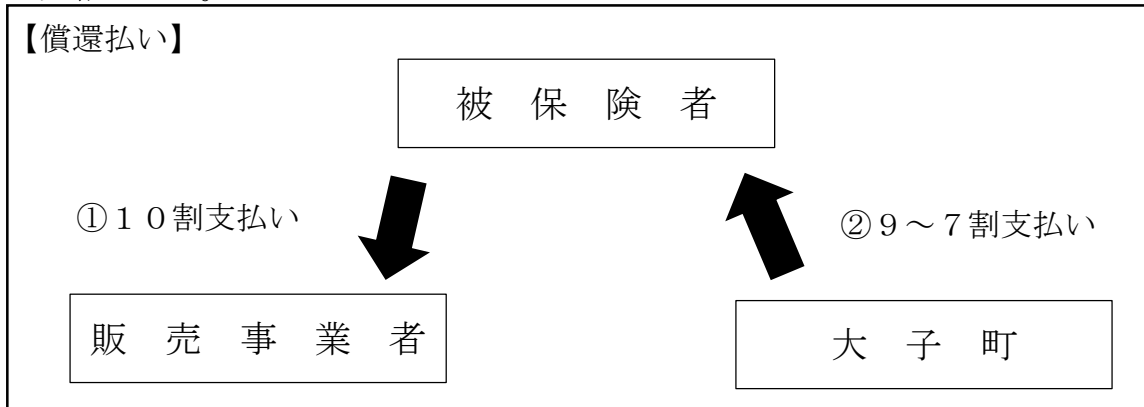 【償還払い】
被保険者
①１０割支払い
②９～７割支払い
販売事業者
大子町